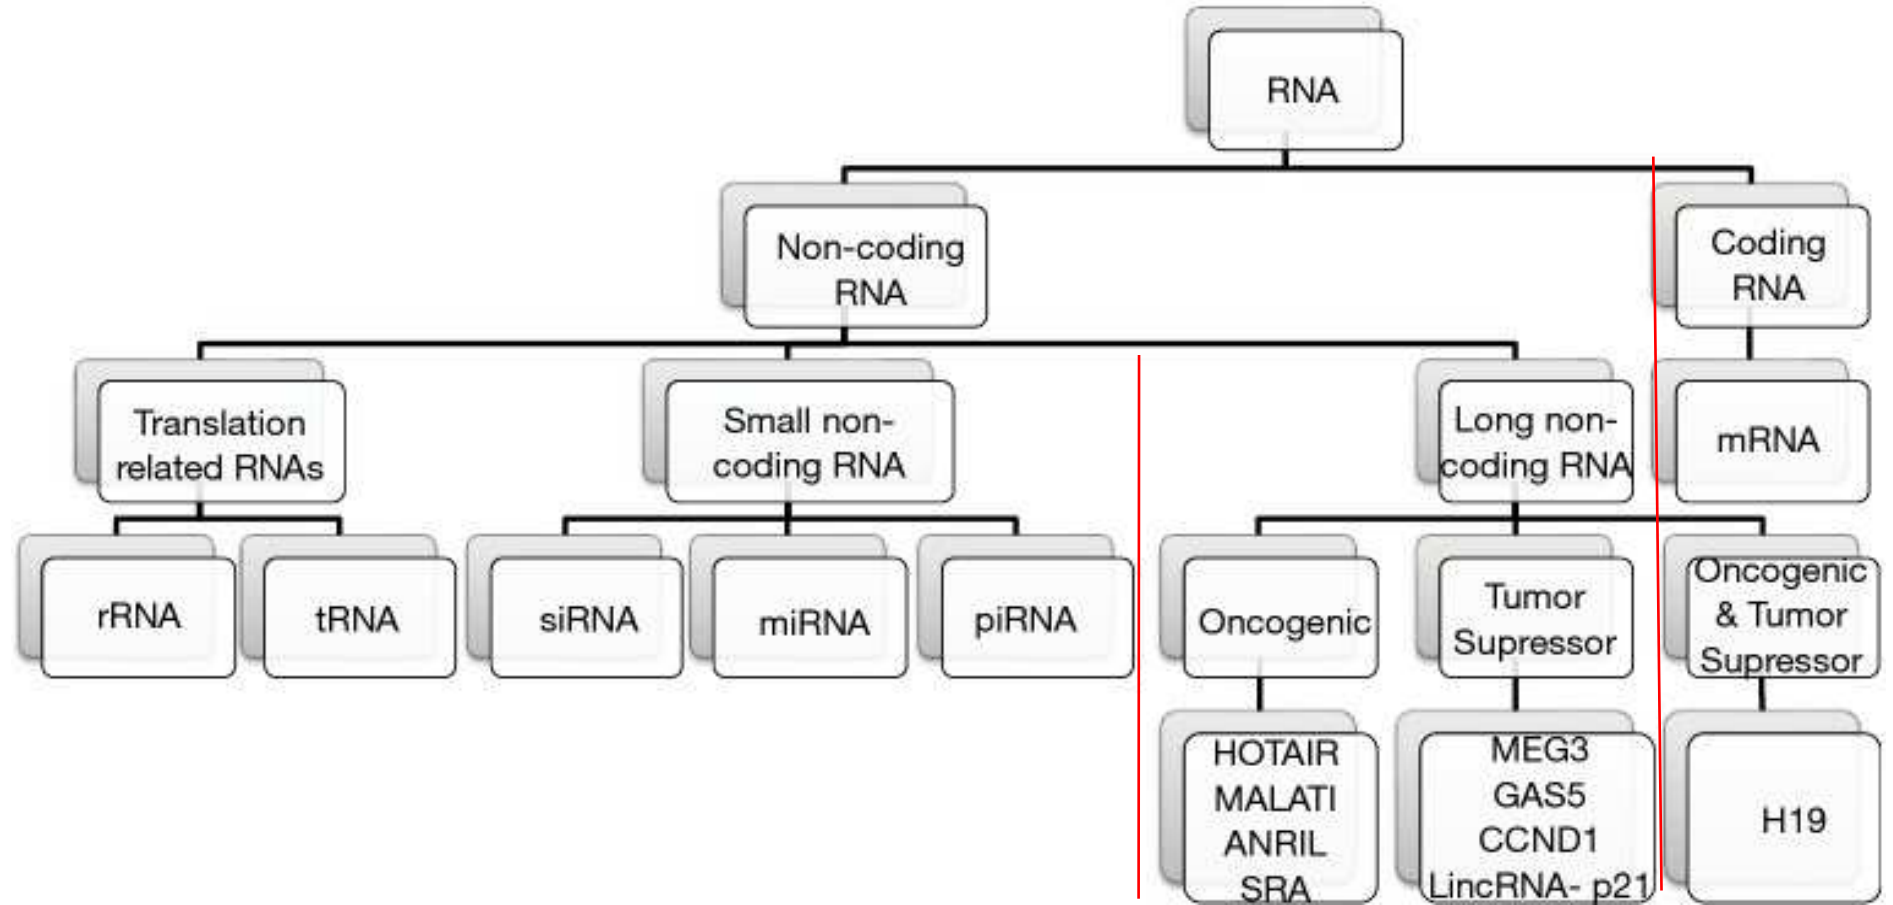 RNA
Non-coding
RNA
Coding
RNA
Translation
related RNAs
Small non-
coding RNA
Long non-
coding RNA
mRNA
rRNA
tRNA
siRNA
miRNA
piRNA
Oncogenic
Tumor
Supressor
Oncogenic
& Tumor
Supressor
HOTAIR
MALATI
ANRIL
SRA
MEG3
GAS5
CCND1
LincRNA- p21
H19